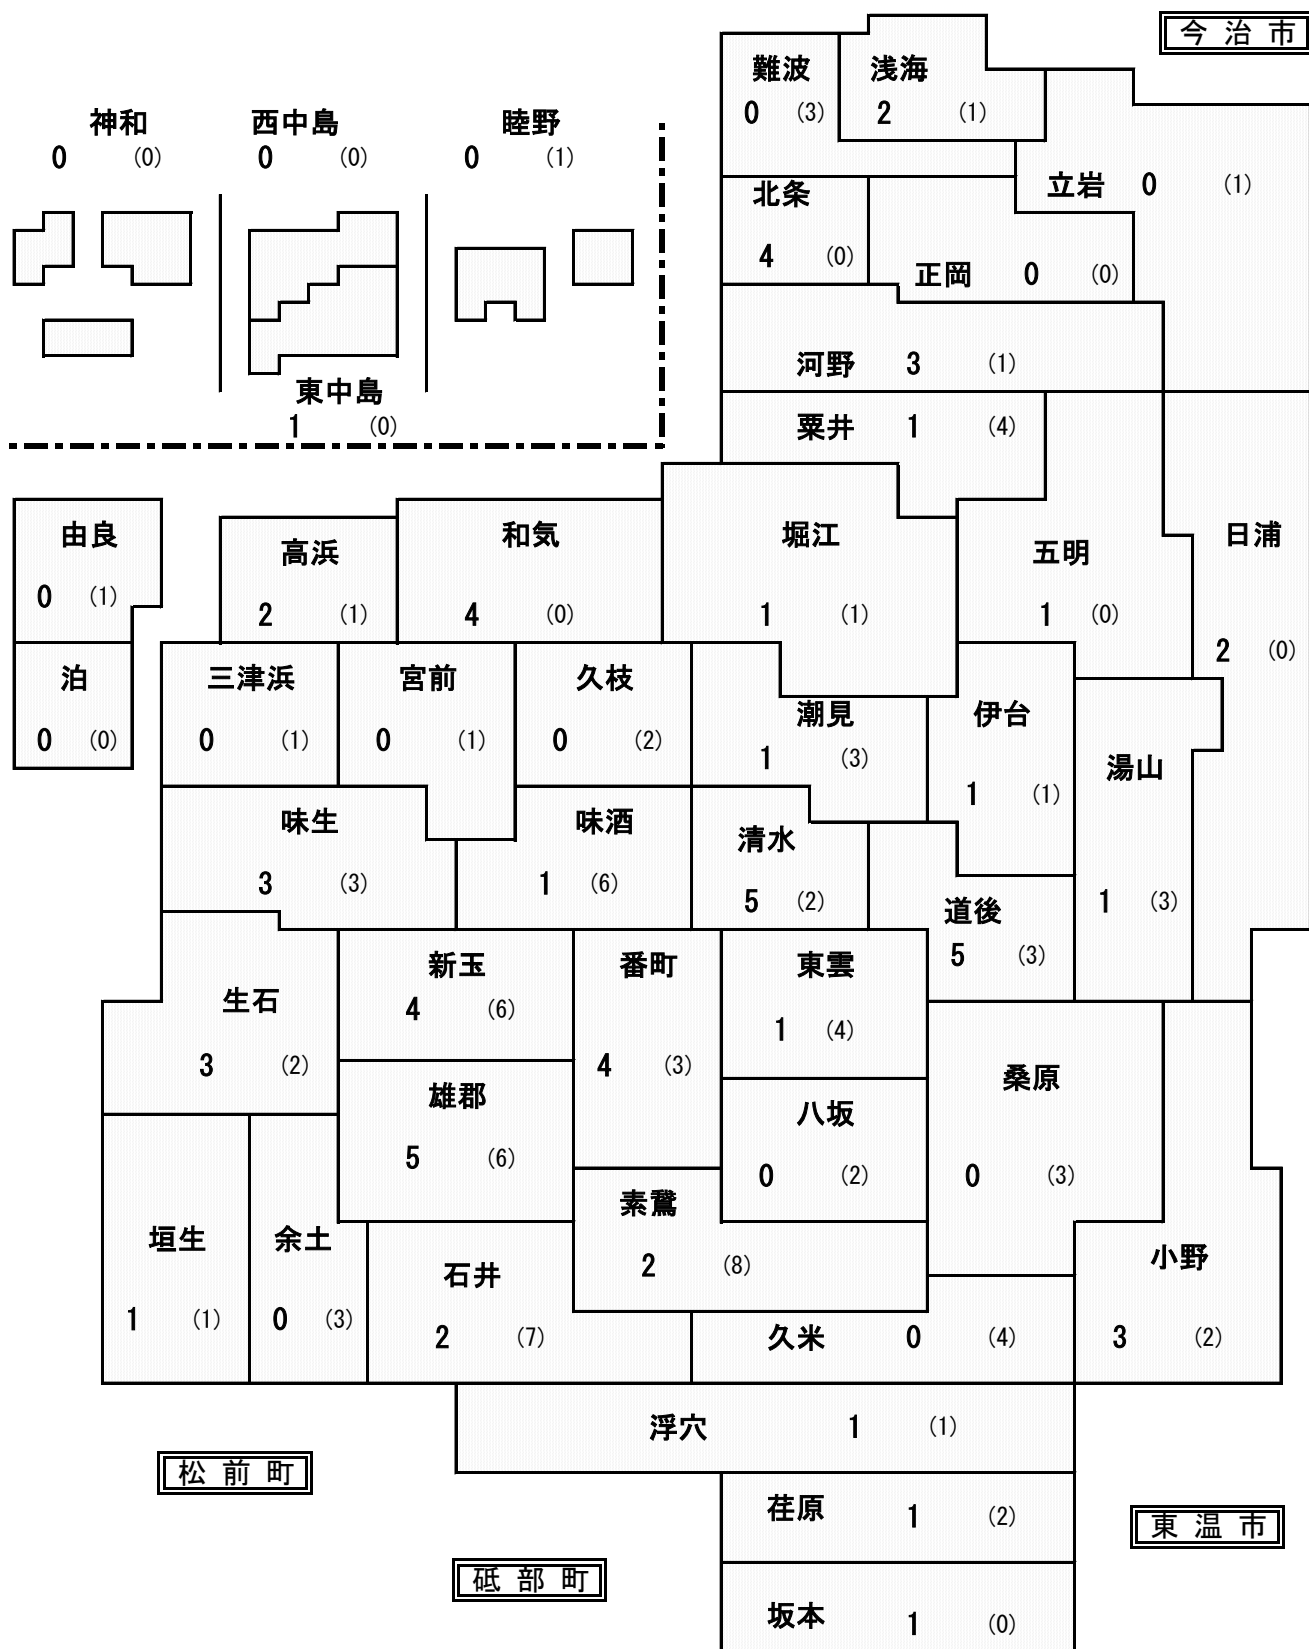 今治市
難波
0 (3)
浅海
2 (1)
神和
0 (0)
西中島
0 (0)
睦野
0 (1)
立岩 0 (1)
北条
4 (0)
正岡 0 (0)
河野 3 (1)
東中島
1 (0)
粟井 1 (4)
由良
0 (1)
高浜
2 (1)
和気
4 (0)
堀江
1 (1)
五明
1 (0)
日浦
2 (0)
泊
0 (0)
三津浜
0 (1)
宮前
0 (1)
久枝
0 (2)
潮見
1 (3)
伊台
1 (1)
湯山
1 (3)
味生
3 (3)
味酒
1 (6)
清水
5 (2)
道後
5 (3)
生石
3 (2)
新玉
4 (6)
番町
4 (3)
東雲
1 (4)
桑原
0 (3)
雄郡
5 (6)
八坂
0 (2)
素鵞
2 (8)
垣生
1 (1)
余土
0 (3)
石井
2 (7)
久米 0 (4)
小野
3 (2)
浮穴 1 (1)
松前町
荏原 1 (2)
東温市
砥部町
坂本 1 (0)